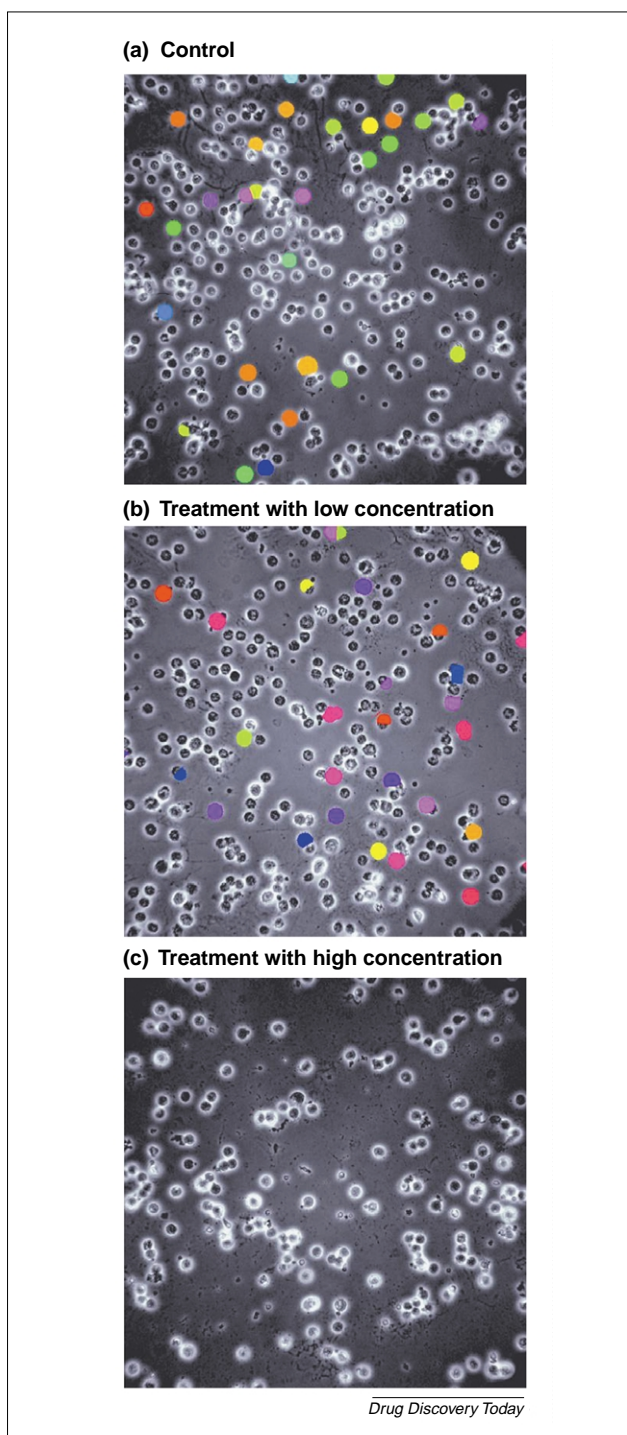 (a) Control
(b) Treatment with low concentration
(c) Treatment with high concentration
Drug Discovery Today